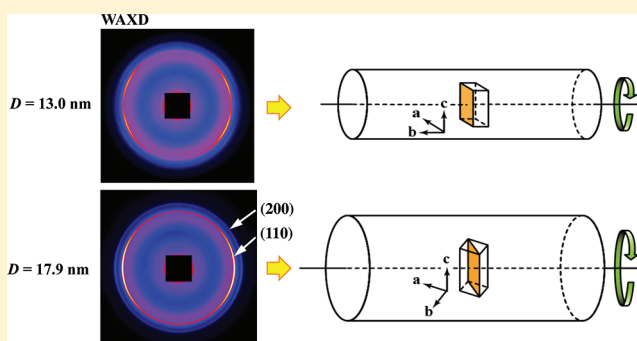 WAXD
D = 13.0 nm
c
a
b
(200)
(110)
D = 17.9 nm
c
a
b